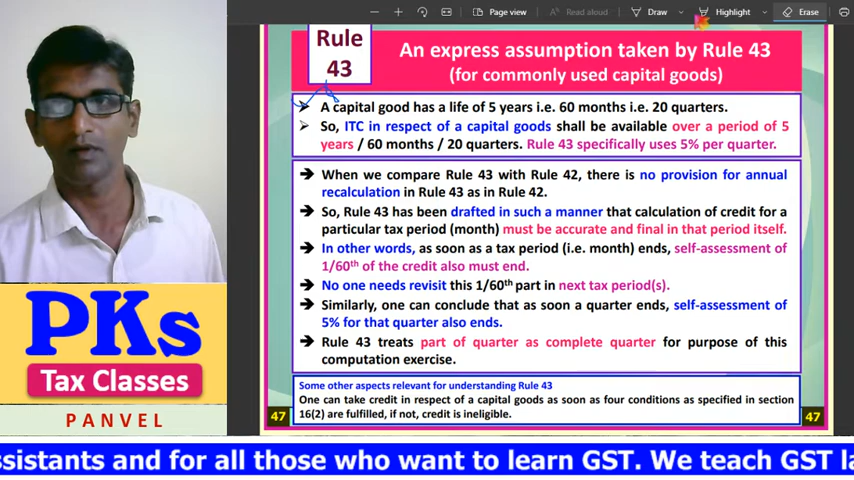 Page view
Read aloud
Draw
Highlight
Erase
Rule
43
An express assumption taken by Rule 43
(for commonly used capital goods)
➤ A capital good has a life of 5 years i.e. 60 months i.e. 20 quarters.
➤ So, ITC in respect of a capital goods shall be available over a period of 5
years / 60 months / 20 quarters. Rule 43 specifically uses 5% per quarter.
➔ When we compare Rule 43 with Rule 42, there is no provision for annual
recalculation in Rule 43 as in Rule 42.
➔ So, Rule 43 has been drafted in such a manner that calculation of credit for a
particular tax period (month) must be accurate and final in that period itself.
➔ In other words, as soon as a tax period (i.e. month) ends, self-assessment of
1/60th of the credit also must end.
➔ No one needs revisit this 1/60th part in next tax period(s).
➔ Similarly, one can conclude that as soon a quarter ends, self-assessment of
5% for that quarter also ends.
➔ Rule 43 treats part of quarter as complete quarter for purpose of this
computation exercise.
Some other aspects relevant for understanding Rule 43
One can take credit in respect of a capital goods as soon as four conditions as specified in section
16(2) are fulfilled, if not, credit is ineligible.
47
47
PKs
Tax Classes
PANVEL
ssistants and for all those who want to learn GST. We teach GST la